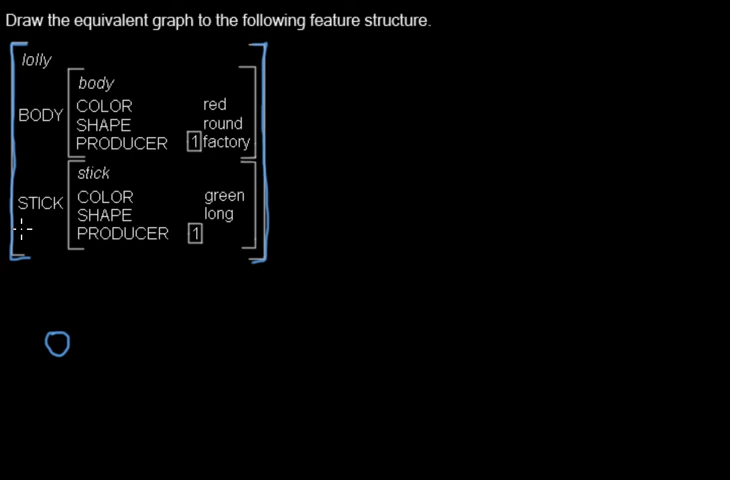 Draw the equivalent graph to the following feature structure.
lolly
body
BODY COLOR red
SHAPE round
PRODUCER 1 factory
stick
STICK COLOR green
SHAPE long
PRODUCER 1